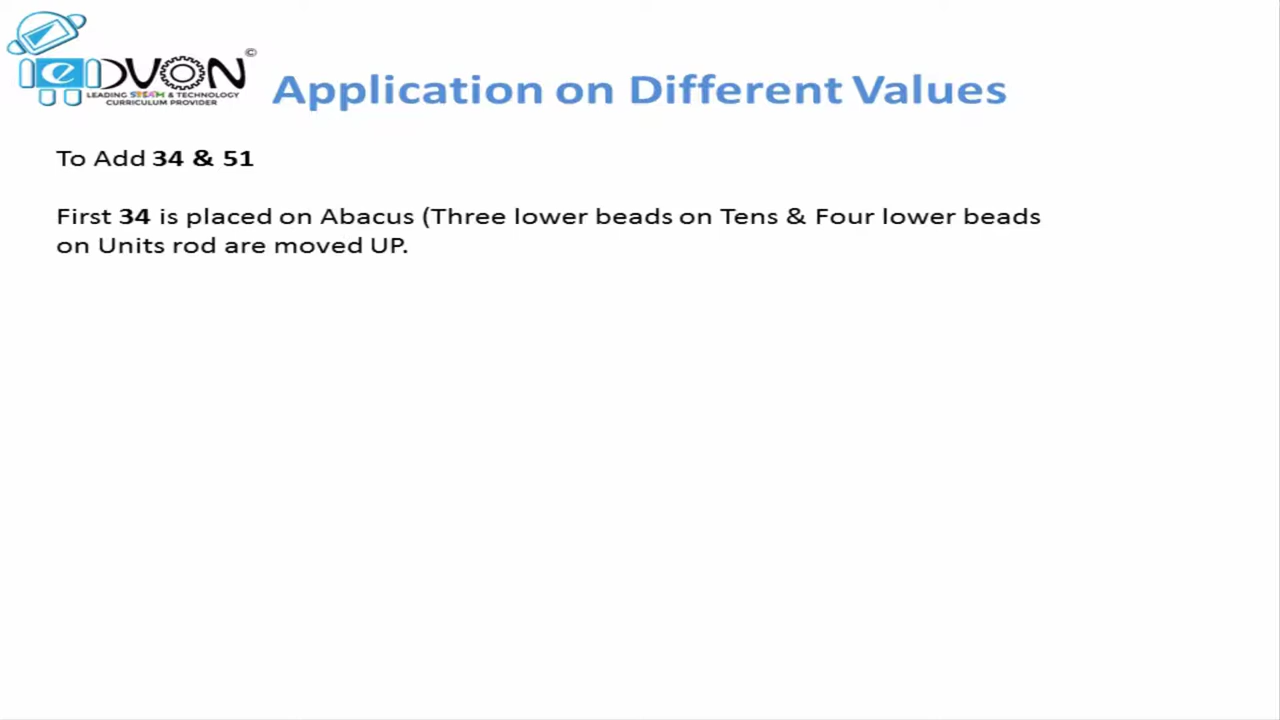 ©
eDVON
LEADING STEAM & TECHNOLOGY
CURRICULUM PROVIDER
Application on Different Values
To Add 34 & 51
First 34 is placed on Abacus (Three lower beads on Tens & Four lower beads
on Units rod are moved UP.